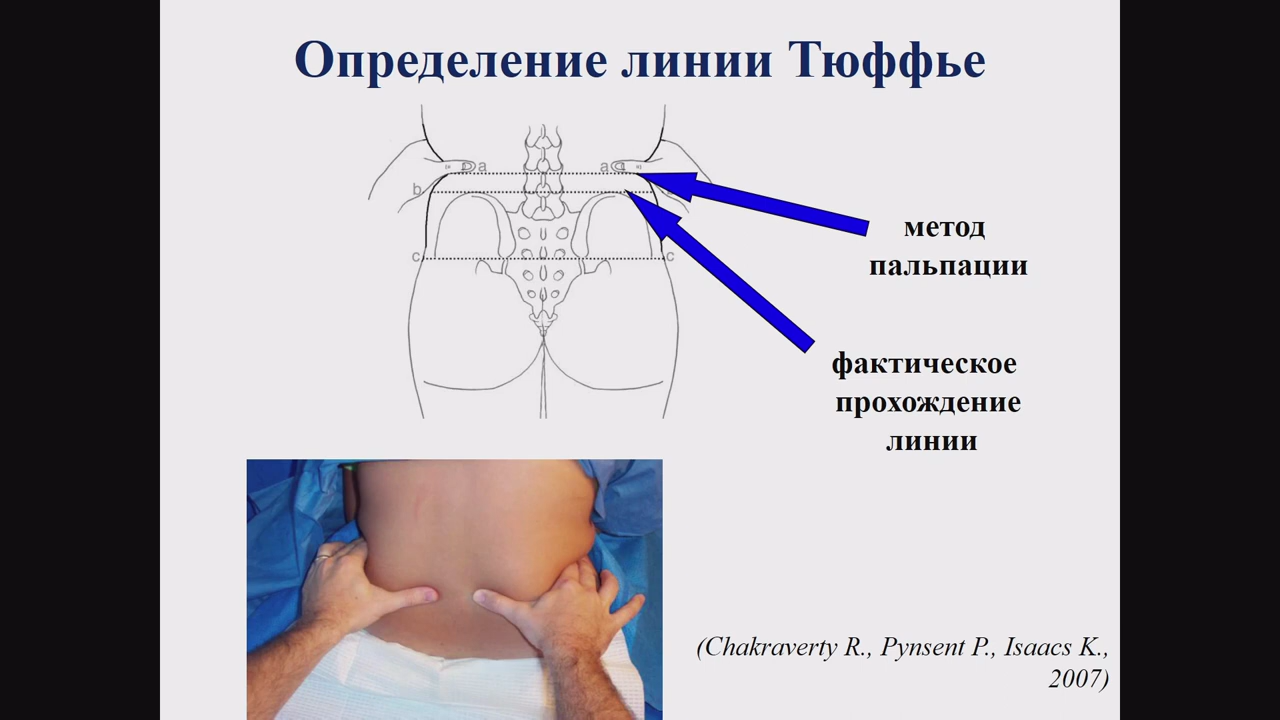 Определение линии Тюффье
a a
b
c c
метод
пальпации
фактическое
прохождение
линии
(Chakraverty R., Pynsent P., Isaacs K.,
2007)